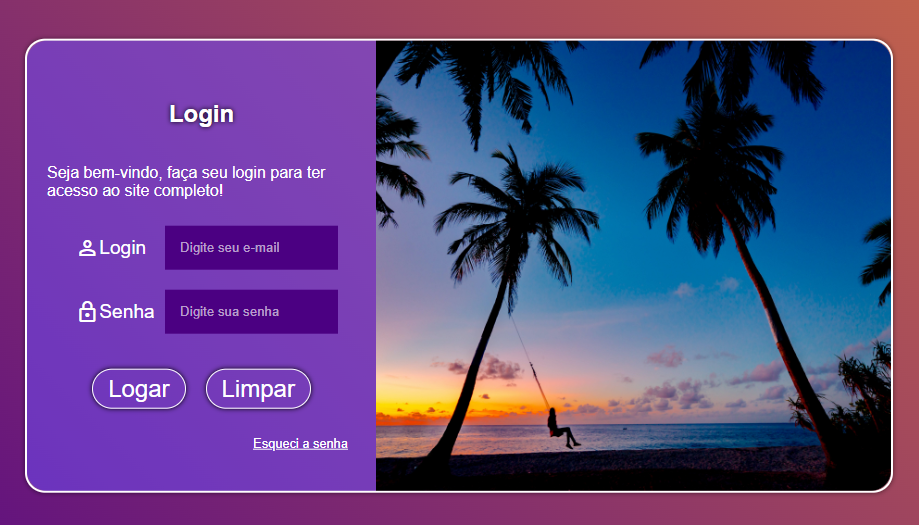 Login
Seja bem-vindo, faça seu login para ter
acesso ao site completo!
Login Digite seu e-mail
Senha Digite sua senha
Logar Limpar
Esqueci a senha